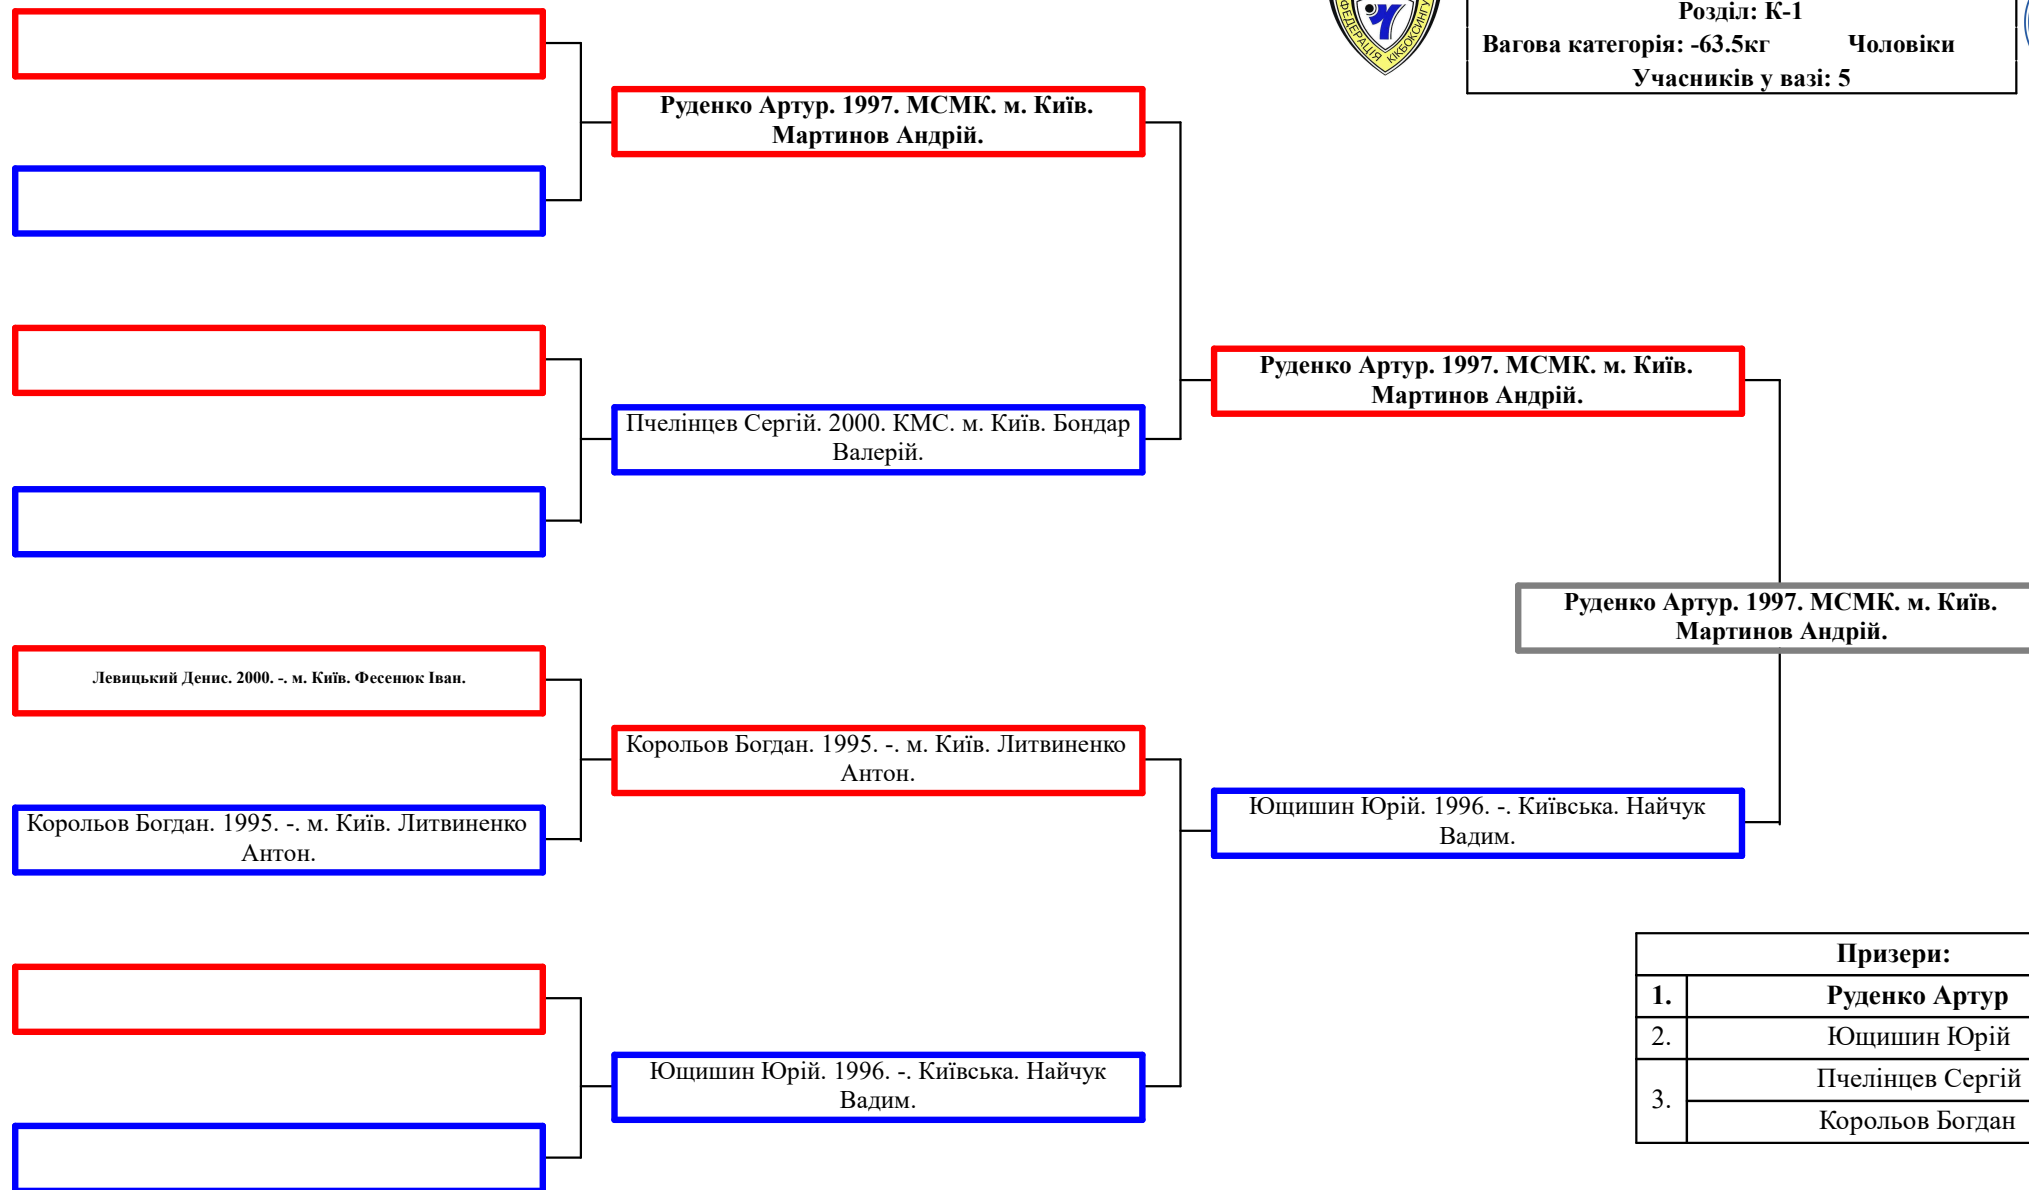 ФЕДЕРАЦІЯ КІКБОКСИНГУ
Розділ: К-1
Вагова категорія: -63.5кг Чоловіки
Учасників у вазі: 5
Руденко Артур. 1997. МСМК. м. Київ.
Мартинов Андрій.
Пчелінцев Сергій. 2000. КМС. м. Київ. Бондар
Валерій.
Левицький Денис. 2000. -. м. Київ. Фесенюк Іван.
Корольов Богдан. 1995. -. м. Київ. Литвиненко
Антон.
Корольов Богдан. 1995. -. м. Київ. Литвиненко
Антон.
Ющишин Юрій. 1996. -. Київська. Найчук
Вадим.
Руденко Артур. 1997. МСМК. м. Київ.
Мартинов Андрій.
Ющишин Юрій. 1996. -. Київська. Найчук
Вадим.
Руденко Артур. 1997. МСМК. м. Київ.
Мартинов Андрій.
Призери:
1. Руденко Артур
2. Ющишин Юрій
3. Пчелінцев Сергій
Корольов Богдан